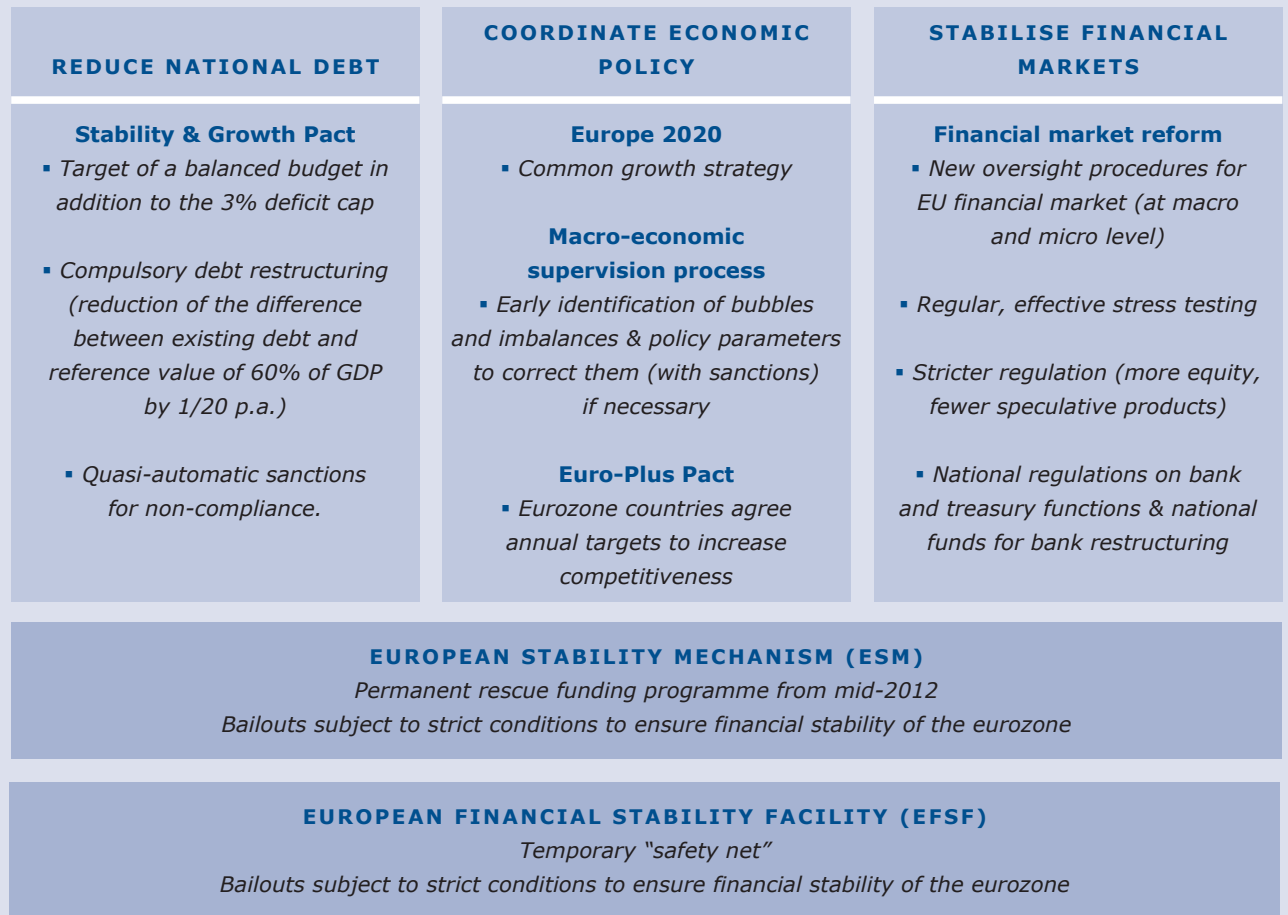 REDUCE NATIONAL DEBT
Stability & Growth Pact
▪ Target of a balanced budget in
addition to the 3% deficit cap
▪ Compulsory debt restructuring
(reduction of the difference
between existing debt and
reference value of 60% of GDP
by 1/20 p.a.)
▪ Quasi-automatic sanctions
for non-compliance.
COORDINATE ECONOMIC
POLICY
Europe 2020
▪ Common growth strategy
Macro-economic
supervision process
▪ Early identification of bubbles
and imbalances & policy parameters
to correct them (with sanctions)
if necessary
Euro-Plus Pact
▪ Eurozone countries agree
annual targets to increase
competitiveness
STABILISE FINANCIAL
MARKETS
Financial market reform
▪ New oversight procedures for
EU financial market (at macro
and micro level)
▪ Regular, effective stress testing
▪ Stricter regulation (more equity,
fewer speculative products)
▪ National regulations on bank
and treasury functions & national
funds for bank restructuring
EUROPEAN STABILITY MECHANISM (ESM)
Permanent rescue funding programme from mid-2012
Bailouts subject to strict conditions to ensure financial stability of the eurozone
EUROPEAN FINANCIAL STABILITY FACILITY (EFSF)
Temporary “safety net”
Bailouts subject to strict conditions to ensure financial stability of the eurozone